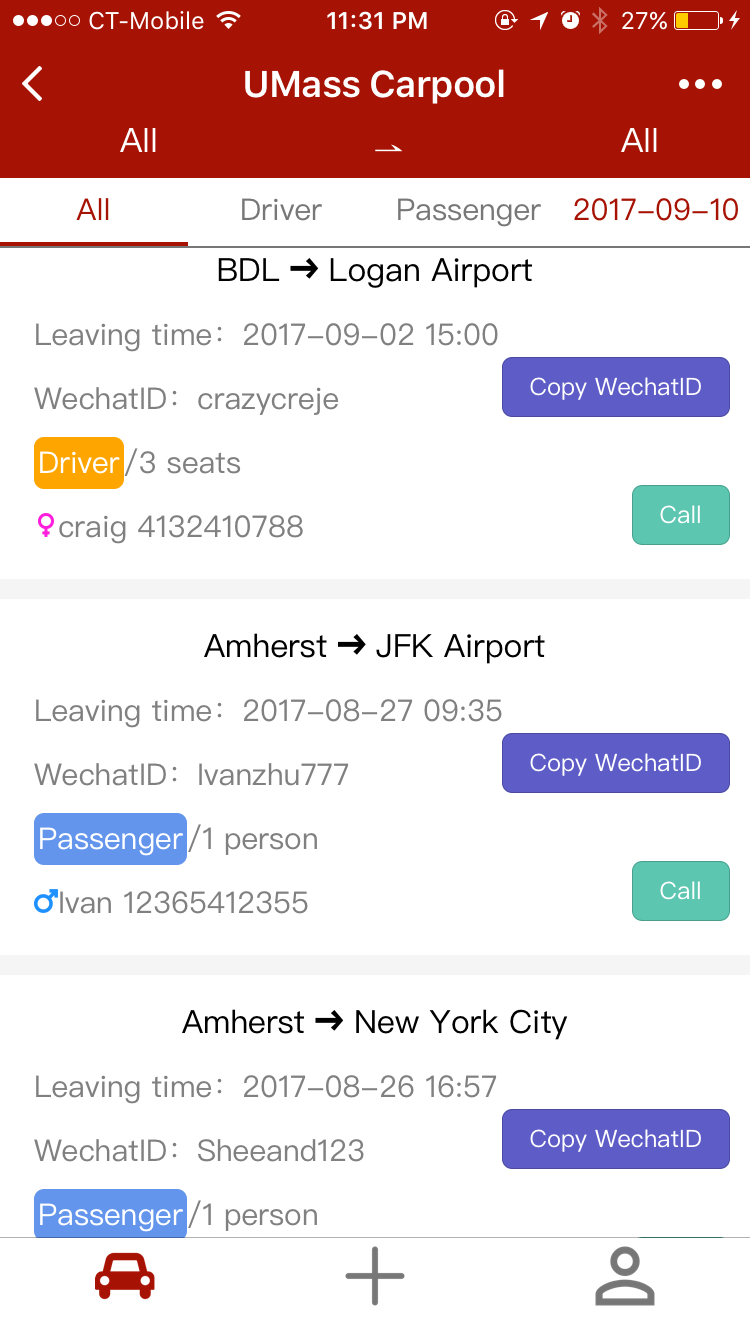 CT-Mobile 11:31 PM 27%
UMass Carpool
All → All
All Driver Passenger 2017-09-10
BDL → Logan Airport
Leaving time: 2017-09-02 15:00
WechatID: crazycreje Copy WechatID
Driver/3 seats
♀craig 4132410788 Call
Amherst → JFK Airport
Leaving time: 2017-08-27 09:35
WechatID: Ivanzhu777 Copy WechatID
Passenger/1 person
♂Ivan 12365412355 Call
Amherst → New York City
Leaving time: 2017-08-26 16:57
WechatID: Sheeand123 Copy WechatID
Passenger/1 person